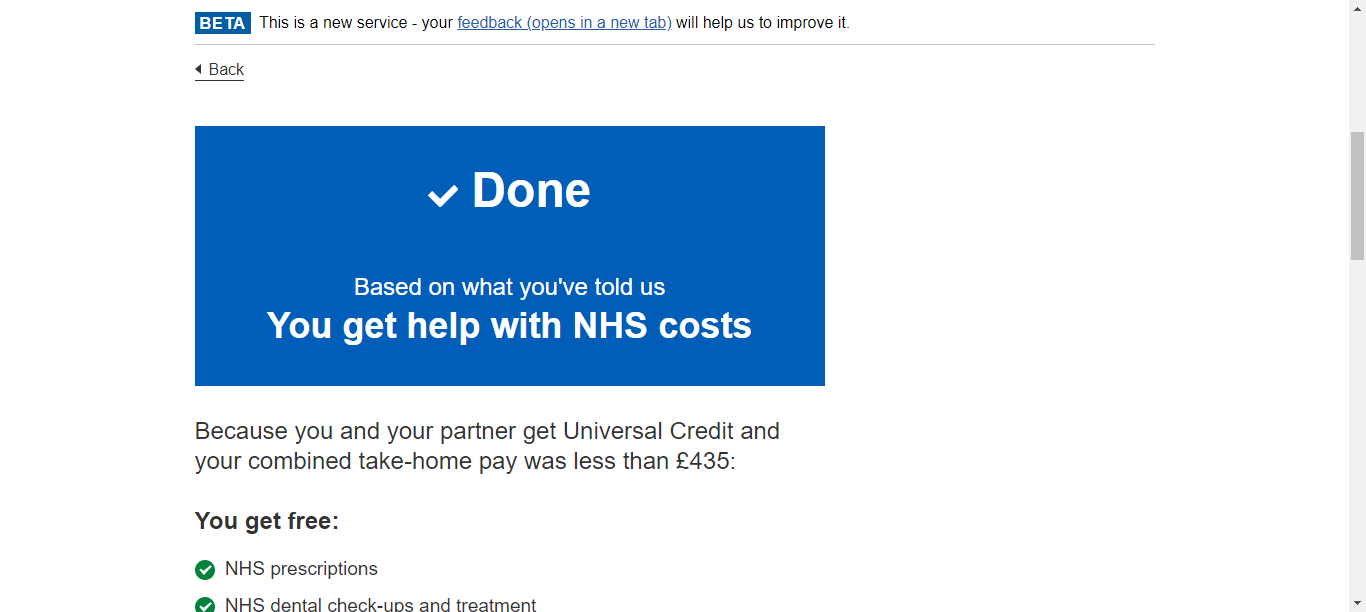 BETA This is a new service - your feedback (opens in a new tab) will help us to improve it.
Back
Done
Based on what you've told us
You get help with NHS costs
Because you and your partner get Universal Credit and
your combined take-home pay was less than £435:
You get free:
NHS prescriptions
NHS dental check-ups and treatment